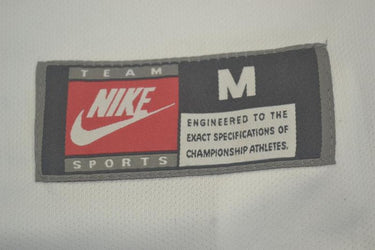 TEAM
NIKE
SPORTS
M
ENGINEERED TO THE
EXACT SPECIFICATIONS OF
CHAMPIONSHIP ATHLETES.